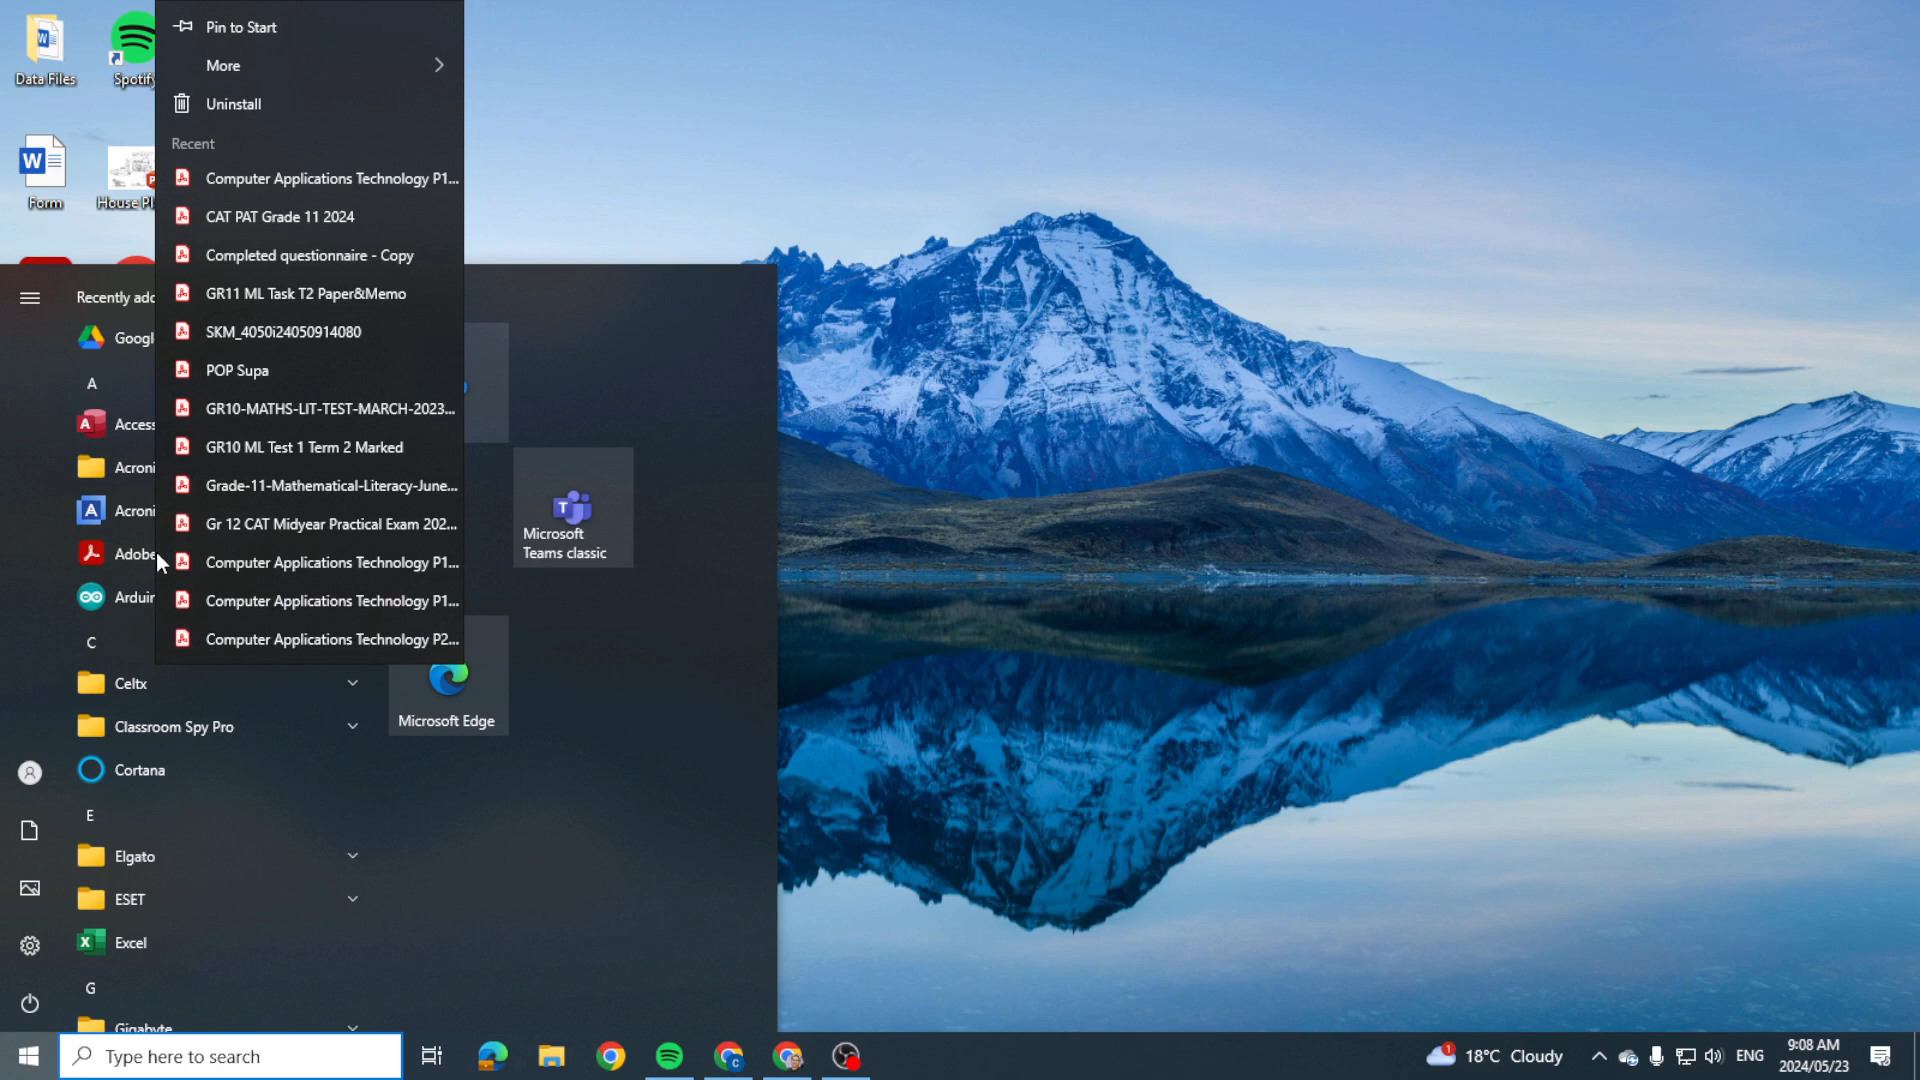 Data Files
Spotify
Form
House Pl
Pin to Start
More
Uninstall
Recent
Computer Applications Technology P1...
CAT PAT Grade 11 2024
Completed questionnaire - Copy
GR11 ML Task T2 Paper&Memo
SKM_4050i24050914080
POP Supa
GR10-MATHS-LIT-TEST-MARCH-2023...
GR10 ML Test 1 Term 2 Marked
Grade-11-Mathematical-Literacy-June...
Gr 12 CAT Midyear Practical Exam 202...
Computer Applications Technology P1...
Computer Applications Technology P1...
Computer Applications Technology P2...
Recently adc
Googl
A
Access
Acroni
Acroni
Adobe
Arduin
C
Celtx
Classroom Spy Pro
Cortana
E
Elgato
ESET
Excel
G
Gigabyte
Microsoft
Teams classic
Microsoft Edge
Type here to search
1
18°C Cloudy
ENG
9:08 AM
2024/05/23